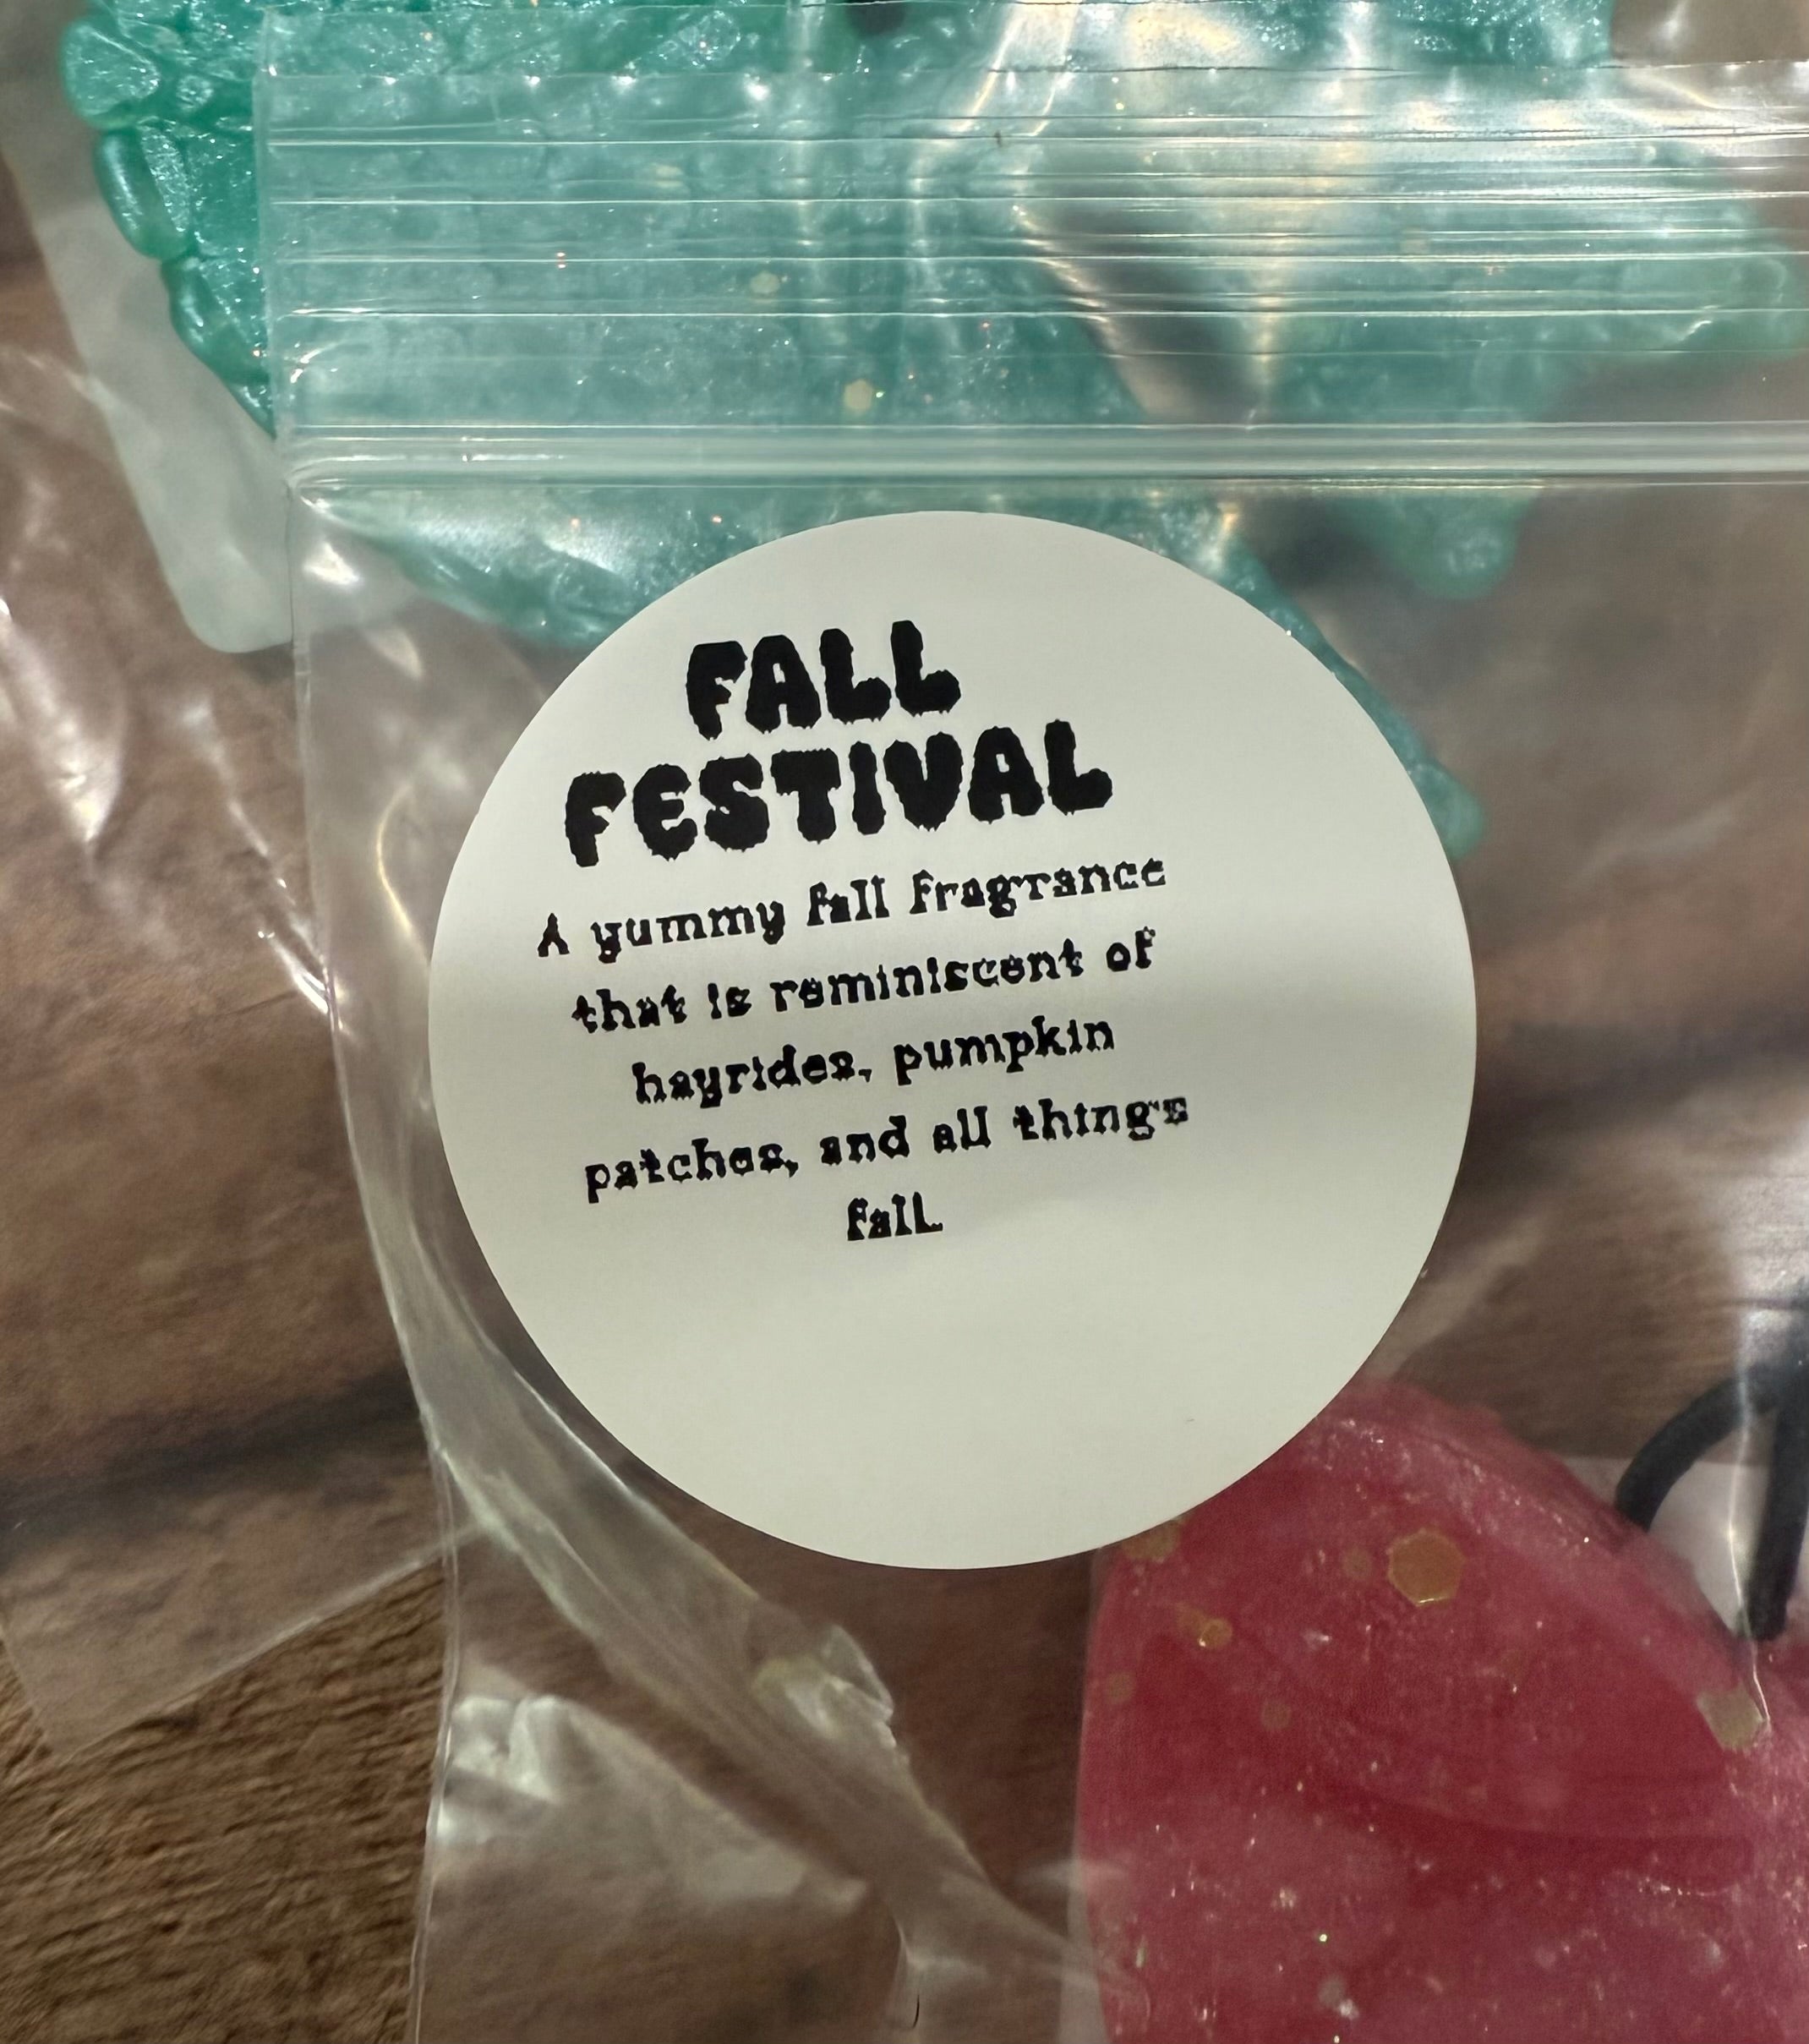 FALL
FESTIVAL
A yummy fall fragrance
that is reminiscent of
hayrides, pumpkin
patches, and all things
fall.